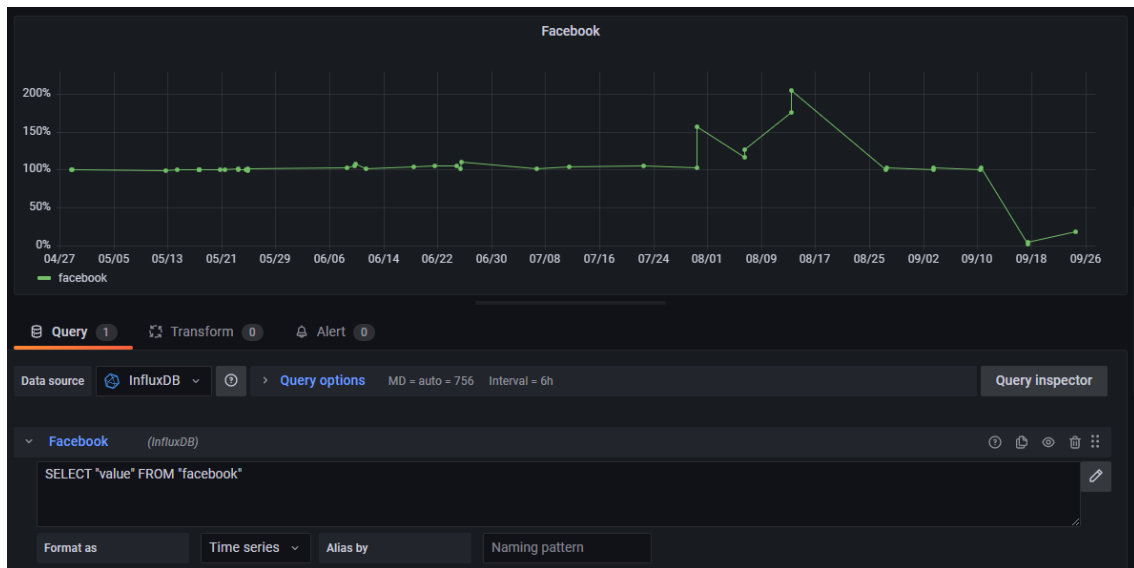 Facebook
200%
150%
100%
50%
0%
04/27 05/05 05/13 05/21 05/29 06/06 06/14 06/22 06/30 07/08 07/16 07/24 08/01 08/09 08/17 08/25 09/02 09/10 09/18 09/26
facebook
Query 1 Transform 0 Alert 0
Data source InfluxDB Query options MD = auto = 756 Interval = 6h Query inspector
Facebook (InfluxDB)
SELECT "value" FROM "facebook"
Format as Time series Alias by Naming pattern